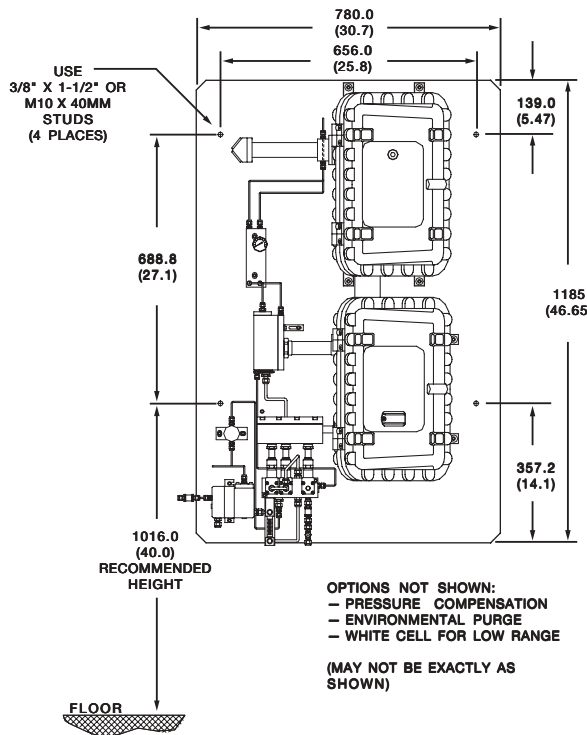 780.0
(30.7)
656.0
(25.8)
USE
3/8" X 1-1/2" OR
M10 X 40MM
STUDS
(4 PLACES)
139.0
(5.47)
688.8
(27.1)
1185
(46.65)
357.2
(14.1)
1016.0
(40.0)
RECOMMENDED
HEIGHT
OPTIONS NOT SHOWN:
– PRESSURE COMPENSATION
– ENVIRONMENTAL PURGE
– WHITE CELL FOR LOW RANGE
(MAY NOT BE EXACTLY AS
SHOWN)
FLOOR